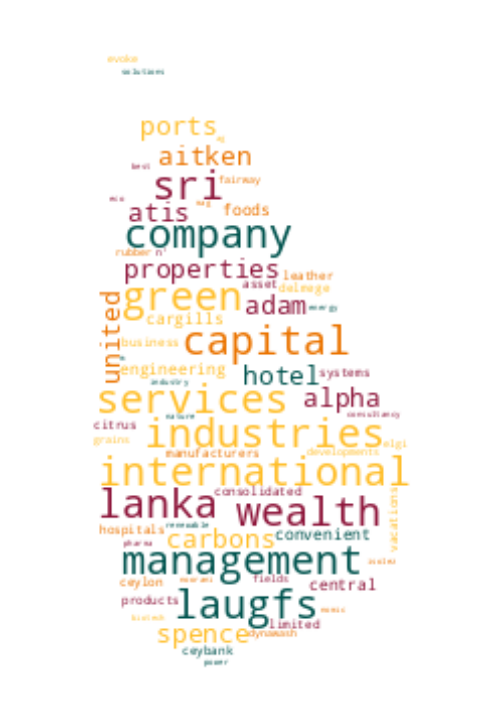 evoke
solutions
ports
aitken
best
sri fairway
atis foods
company
rubber n'
properties leather
asset delmege
green adam energy
united
cargills
business capital
engineering hotel systems
industry
services alpha
nature consultancy
citrus industries
grains elgi
manufacturers developments
international
lanka consolidated
wealth
vacations
hospitals renewable
carbons convenient
pharma
management
ceylon fields central
products laugfs
biotech limited
spence dynawash
ceybank
power